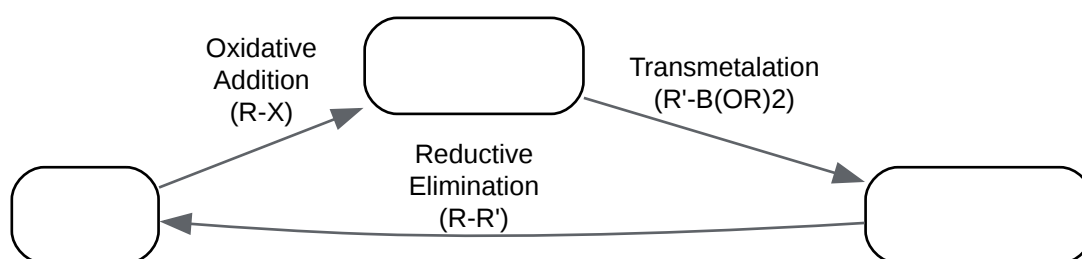 Oxidative
Addition
(R-X)
Transmetalation
(R'-B(OR)2)
Reductive
Elimination
(R-R')